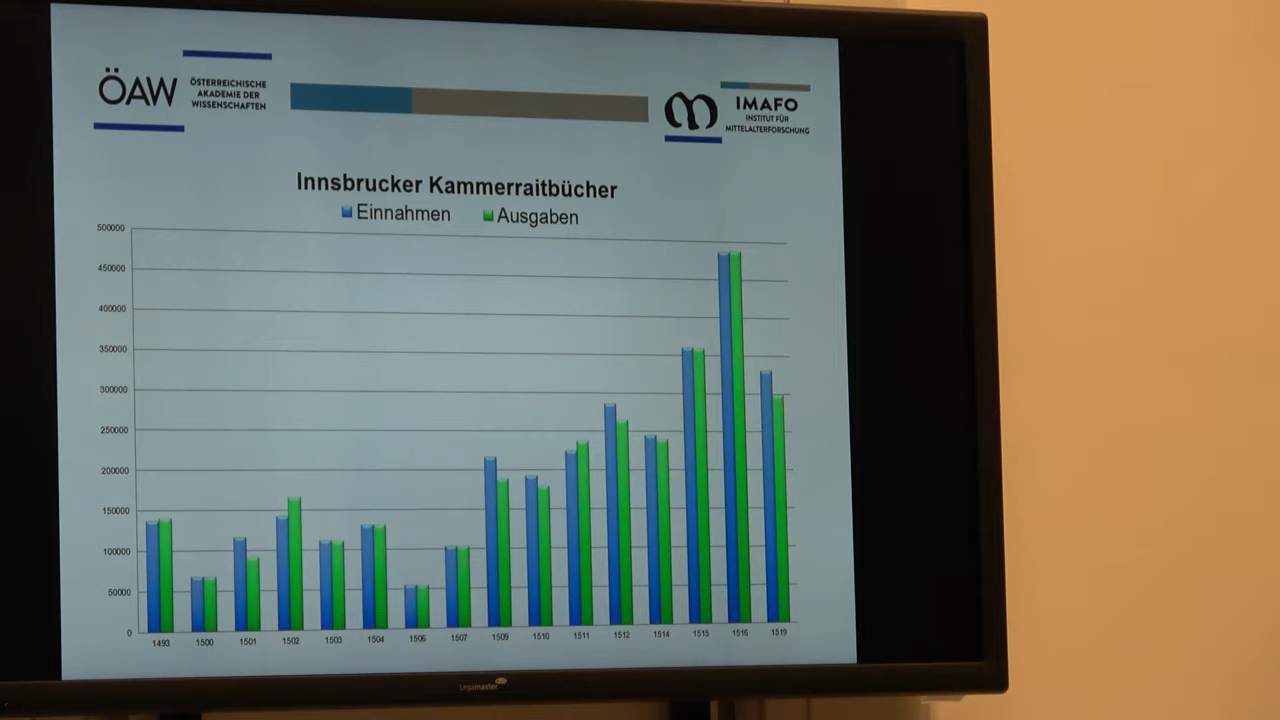 ÖAW
ÖSTERREICHISCHE
AKADEMIE DER
WISSENSCHAFTEN
IMAFO
INSTITUT FÜR
MITTELALTERFORSCHUNG
Innsbrucker Kammerraitbücher
Einnahmen Ausgaben
500000
450000
400000
350000
300000
250000
200000
150000
100000
50000
0
1493 1500 1501 1502 1503 1504 1506 1507 1509 1510 1511 1512 1514 1515 1516 1519
Legamaster